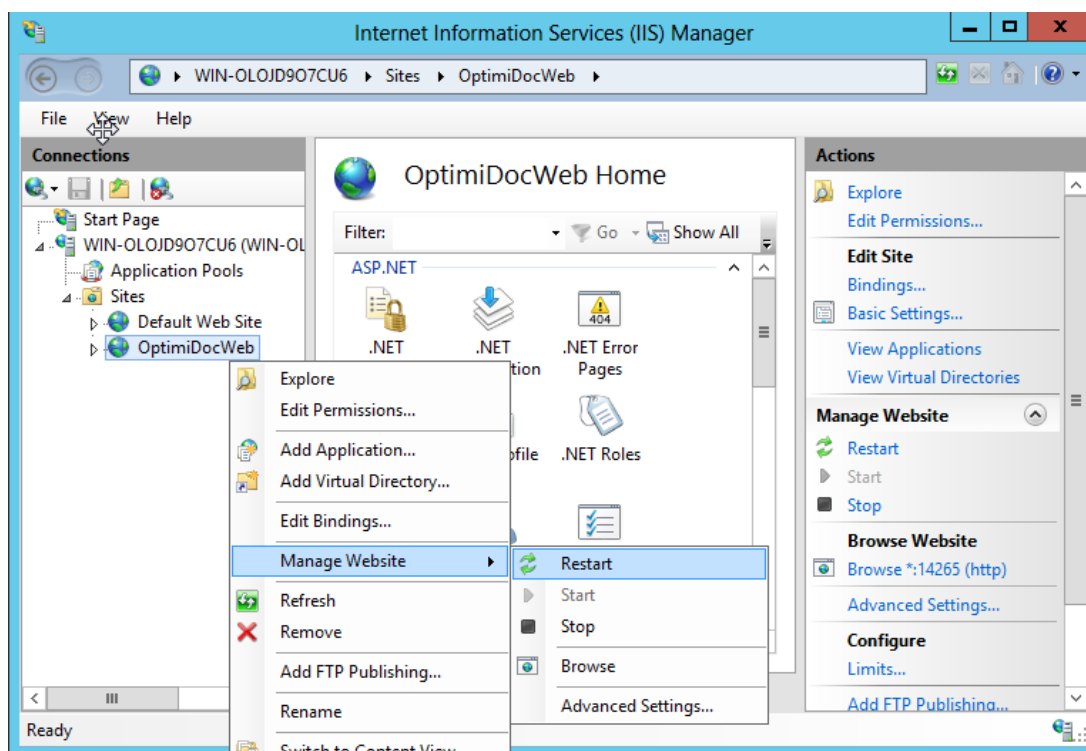 Internet Information Services (IIS) Manager
WIN-OLOJD9O7CU6 Sites OptimiDocWeb
File View Help
Connections
Start Page
WIN-OLOJD9O7CU6 (WIN-OL
Application Pools
Sites
Default Web Site
OptimiDocWeb
Explore
Edit Permissions...
Add Application...
Add Virtual Directory...
Edit Bindings...
Manage Website
Refresh
Remove
Add FTP Publishing...
Rename
Switch to Content View
Restart
Start
Stop
Browse
Advanced Settings...
OptimiDocWeb Home
Filter: Go Show All
ASP.NET
.NET
.NET
tion
.NET Error
Pages
404
ofile
.NET Roles
Actions
Explore
Edit Permissions...
Edit Site
Bindings...
Basic Settings...
View Applications
View Virtual Directories
Manage Website
Restart
Start
Stop
Browse Website
Browse *:14265 (http)
Advanced Settings...
Configure
Limits...
Add FTP Publishing...
Ready